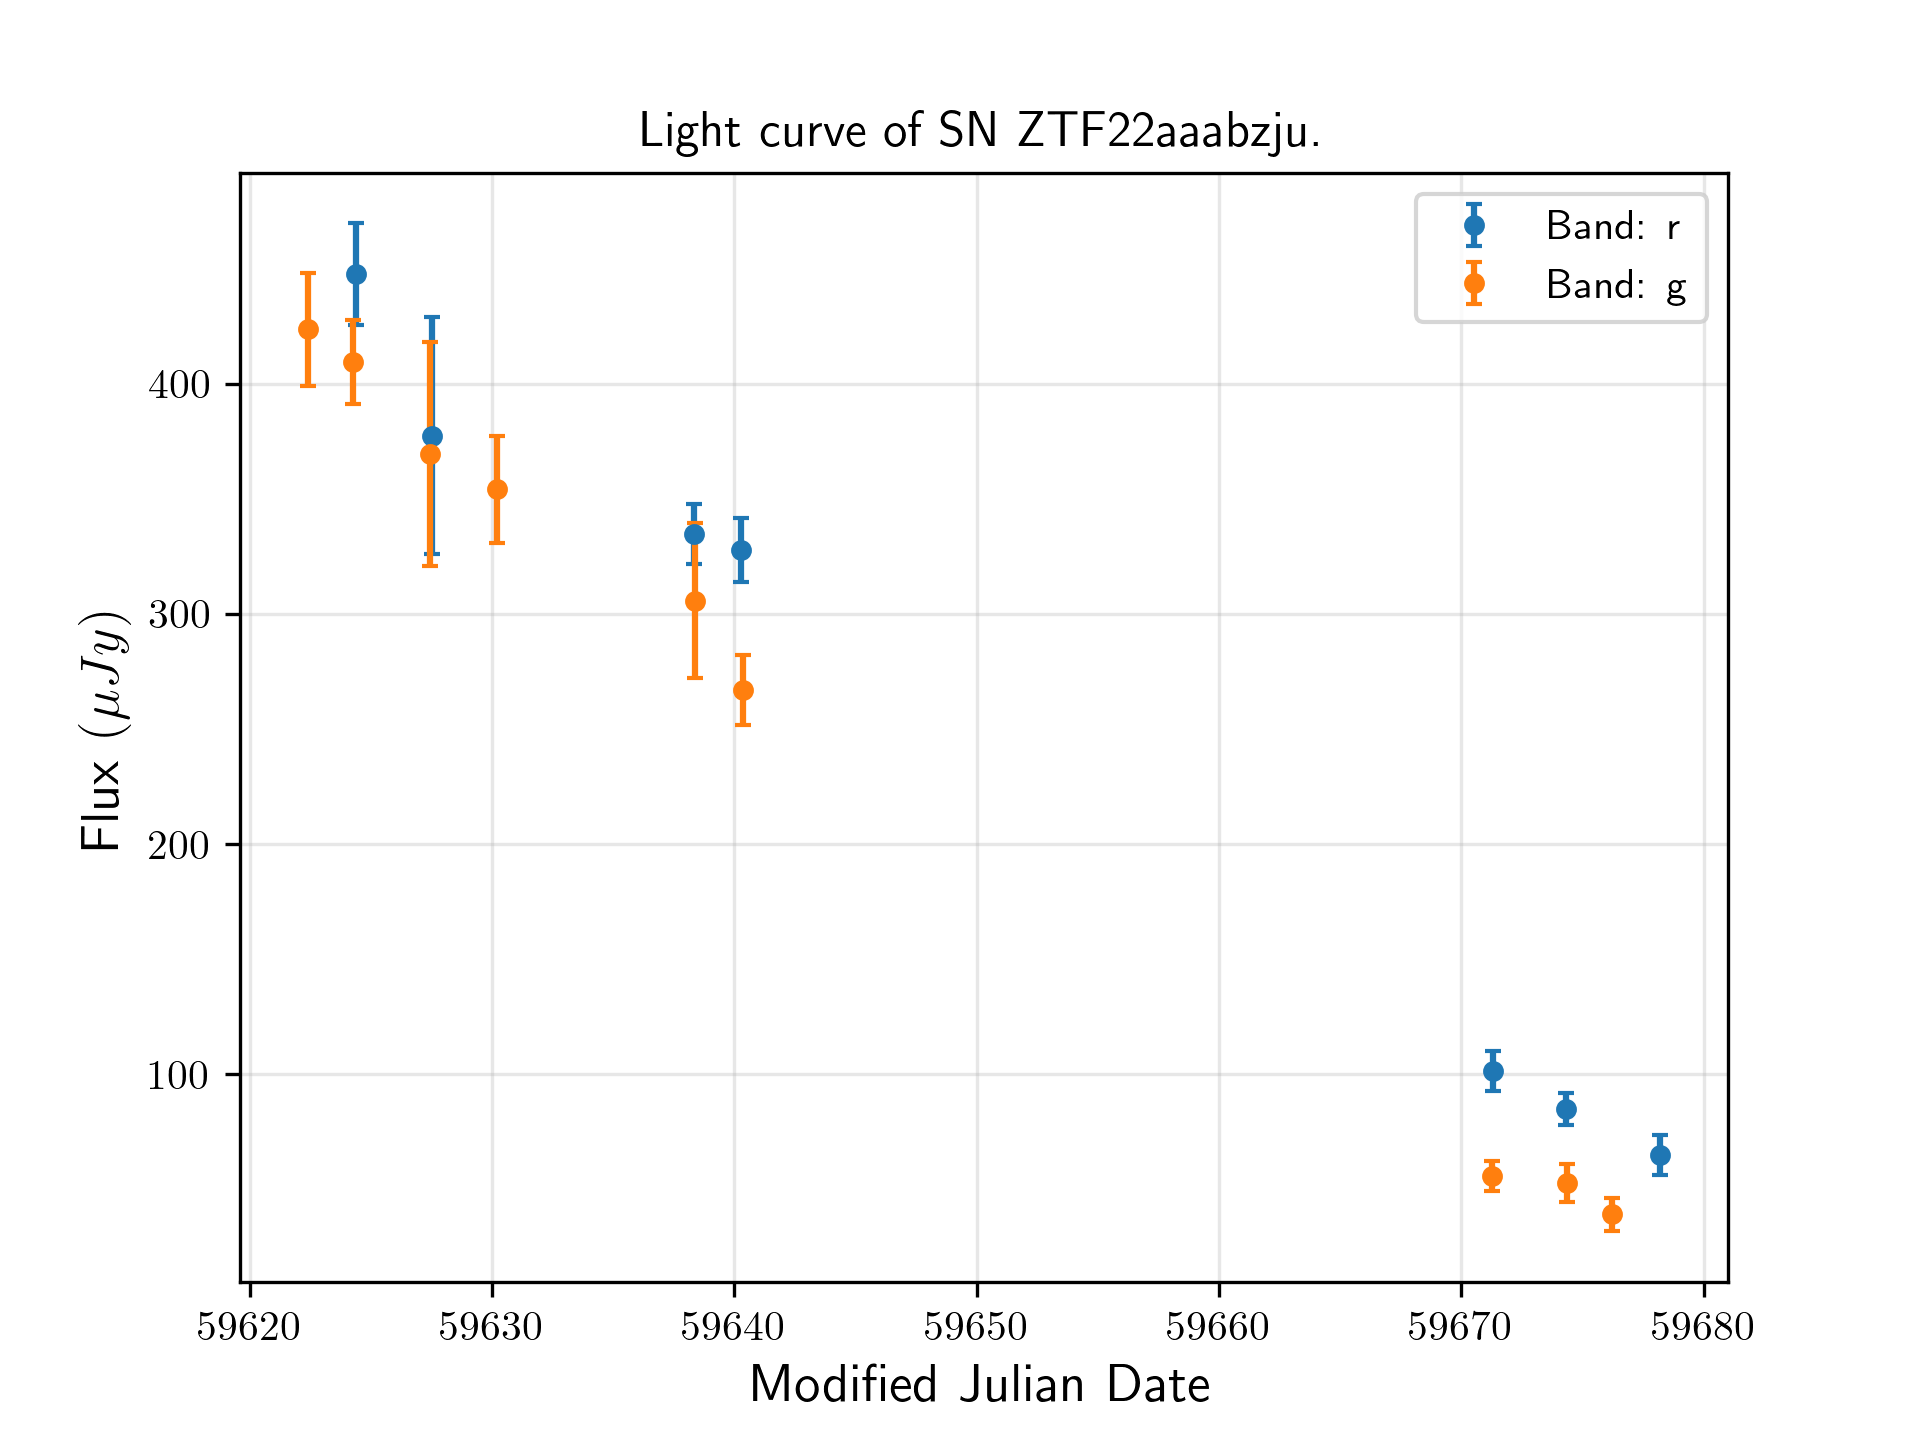 Light curve of SN ZTF22aaabzju.
Band: r
Band: g
400
300
200
100
Flux (μJy)
59620 59630 59640 59650 59660 59670 59680
Modified Julian Date